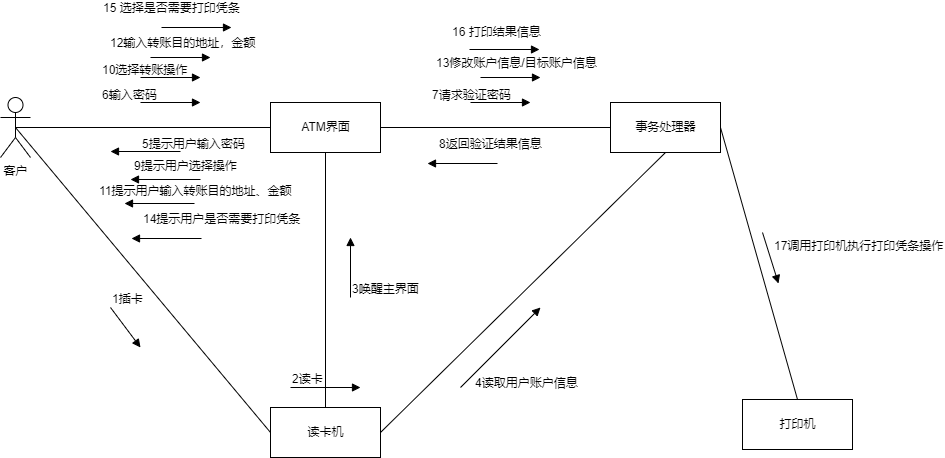 15 选择是否需要打印凭条
16 打印结果信息
12输入转账目的地址，金额
13修改账户信息/目标账户信息
10选择转账操作
6输入密码
7请求验证密码
ATM界面
事务处理器
客户
5提示用户输入密码
8返回验证结果信息
9提示用户选择操作
11提示用户输入转账目的地址、金额
14提示用户是否需要打印凭条
17调用打印机执行打印凭条操作
3唤醒主界面
1插卡
2读卡
4读取用户账户信息
读卡机
打印机